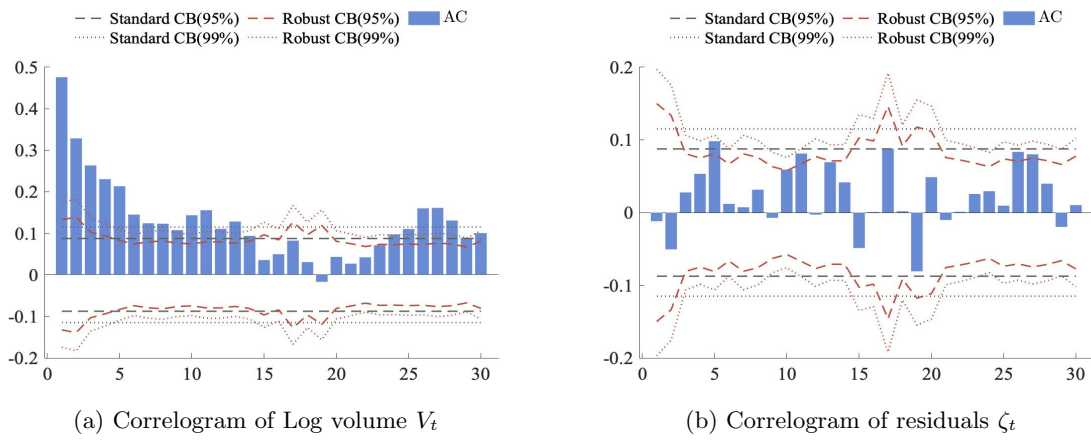 Standard CB(95%) Robust CB(95%) AC
Standard CB(99%) Robust CB(99%)
0.5
0.4
0.3
0.2
0.1
0
-0.1
-0.2
0 5 10 15 20 25 30
(a) Correlogram of Log volume V_t
Standard CB(95%) Robust CB(95%) AC
Standard CB(99%) Robust CB(99%)
0.2
0.1
0
-0.1
-0.2
0 5 10 15 20 25 30
(b) Correlogram of residuals ζ_t